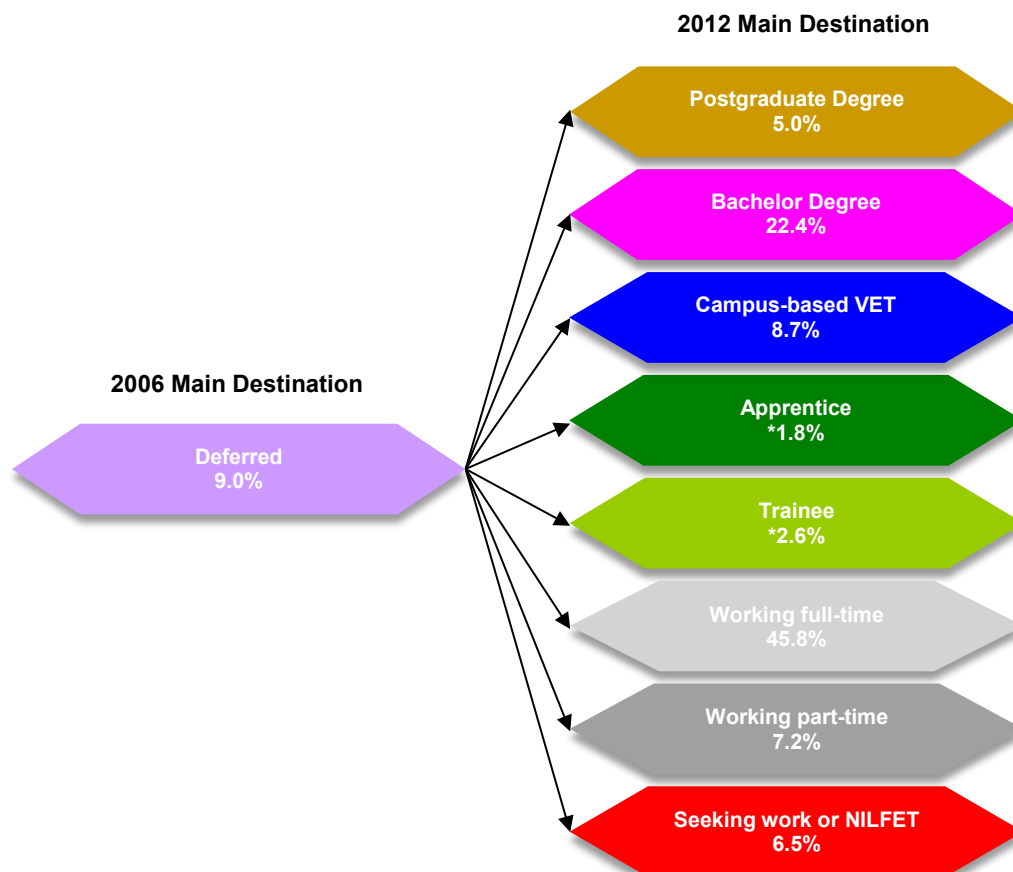 2012 Main Destination
Postgraduate Degree
5.0%
Bachelor Degree
22.4%
Campus-based VET
8.7%
2006 Main Destination
Deferred
9.0%
Apprentice
*1.8%
Trainee
*2.6%
Working full-time
45.8%
Working part-time
7.2%
Seeking work or NILFET
6.5%